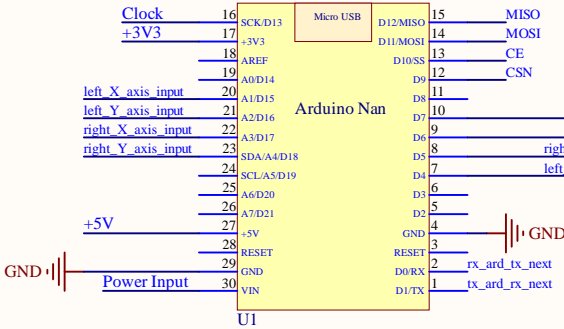 Clock 16 SCK/D13 Micro USB D12/MISO 15 MISO
+3V3 17 +3V3 D11/MOSI 14 MOSI
18 AREF D10/SS 13 CE
19 A0/D14 D9 12 CSN
left_X_axis_input 20 A1/D15 D8 11
left_Y_axis_input 21 A2/D16 Arduino Nan D7 10
right_X_axis_input 22 A3/D17 D6 9
right_Y_axis_input 23 SDA/A4/D18 D5 8 righ
24 SCL/A5/D19 D4 7 left
25 A6/D20 D3 6
26 A7/D21 D2 5
+5V 27 +5V GND 4 GND
28 RESET RESET 3
GND 29 GND D0/RX 2 rx_ard_tx_next
Power Input 30 VIN D1/TX 1 tx_ard_rx_next
U1